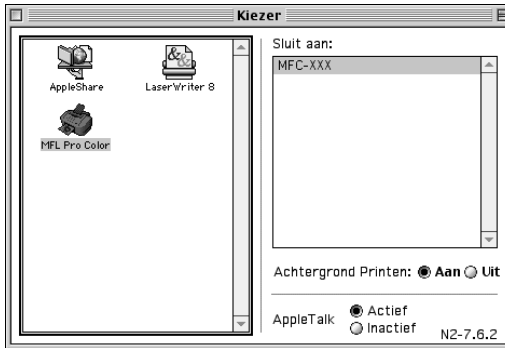 Kiezer
AppleShare
LaserWriter 8
MFL Pro Color
Sluit aan:
MFC-XXX
Achtergrond Printen: Aan Uit
AppleTalk
Actief
Inactief
N2-7.6.2